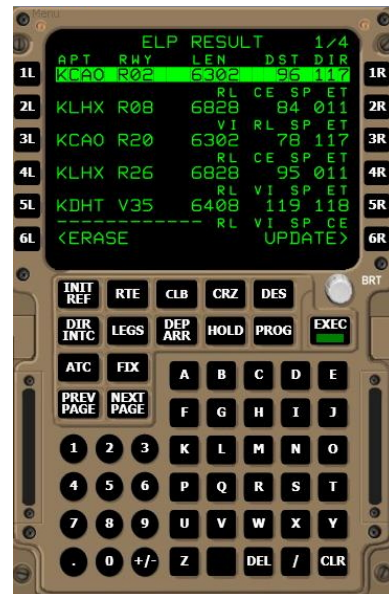 Menu
ELP RESULT 1/4
APT RWY LEN DST DIR
1L KCAO R02 6302 96 117 1R
RL CE SP ET
2L KLHX R08 6828 84 011 2R
VI RL SP ET
3L KCAO R20 6302 78 117 3R
RL CE SP ET
4L KLHX R26 6828 95 011 4R
RL VI SP ET
5L KDHT V35 6408 119 118 5R
------------ RL VI SP CE
6L <ERASE UPDATE> 6R
BRT
INIT REF RTE CLB CRZ DES
DIR INTC LEGS DEP ARR HOLD PROG EXEC
ATC FIX
PREV PAGE NEXT PAGE
A B C D E
F G H I J
1 2 3 K L M N O
4 5 6 P Q R S T
7 8 9 U V W X Y
. 0 +/- Z DEL / CLR